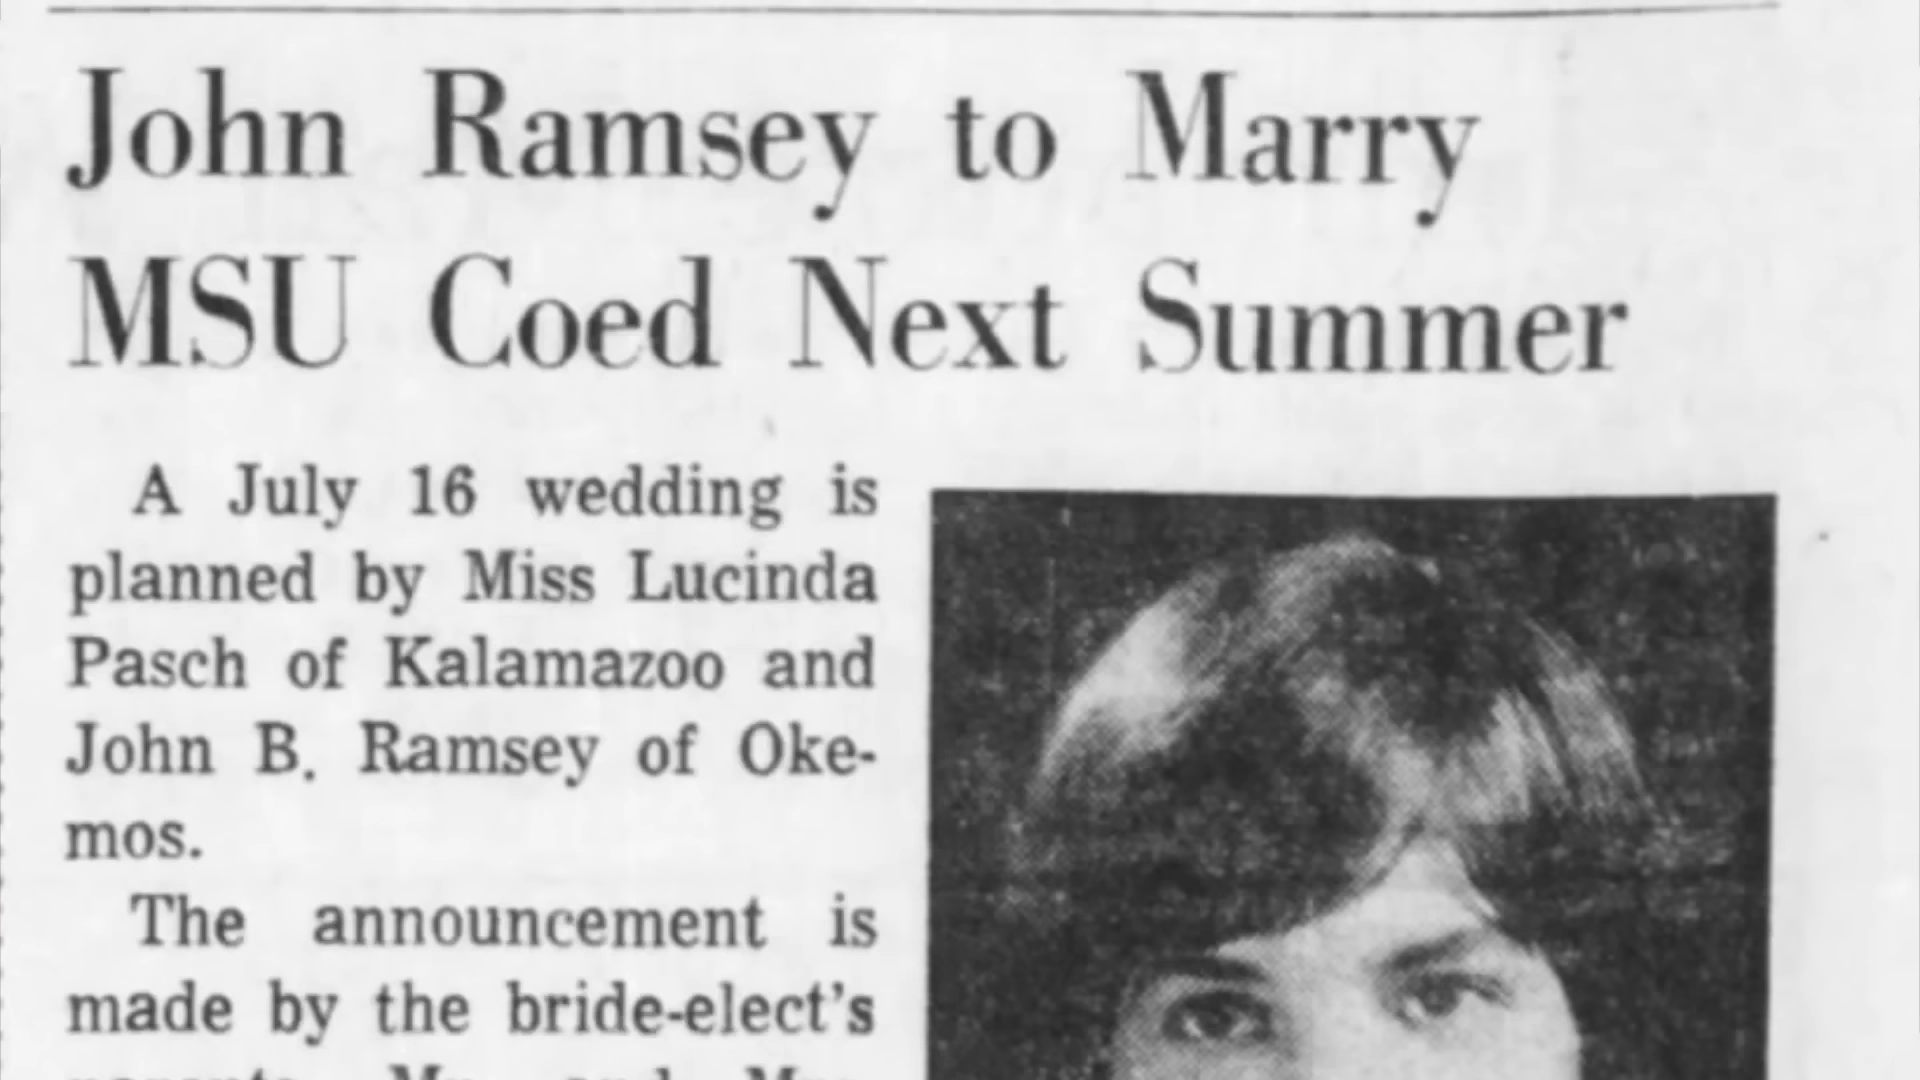 John Ramsey to Marry
MSU Coed Next Summer
A July 16 wedding is
planned by Miss Lucinda
Pasch of Kalamazoo and
John B. Ramsey of Oke-
mos.
The announcement is
made by the bride-elect's